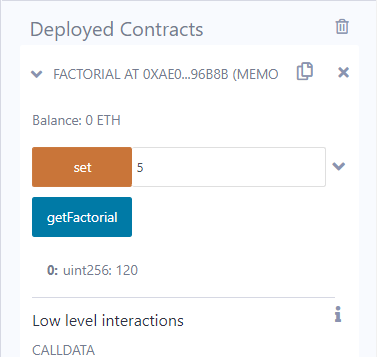 Deployed Contracts
FACTORIAL AT 0XAE0...96B8B (MEMO
Balance: 0 ETH
set 5
getFactorial
0: uint256: 120
Low level interactions
CALLDATA